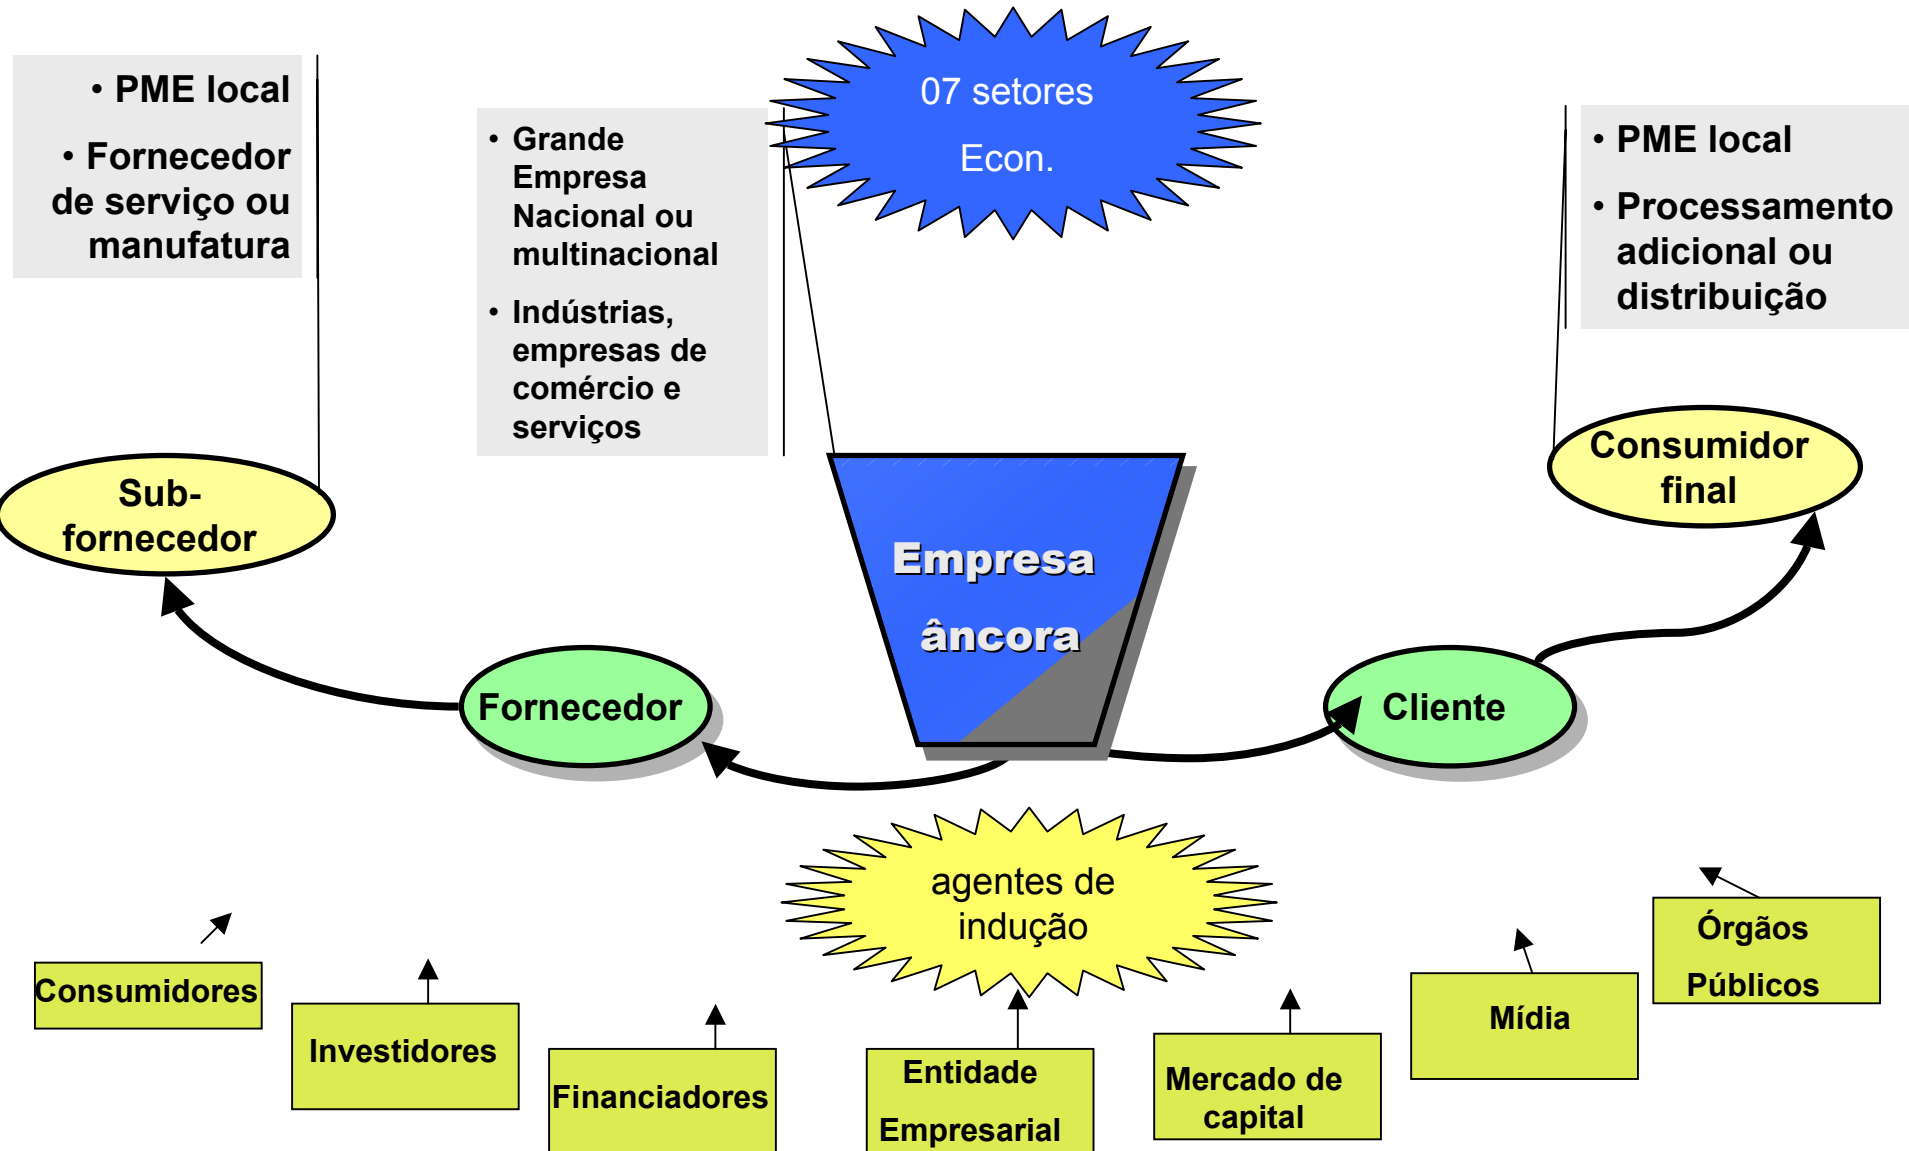 • PME local
• Fornecedor
de serviço ou
manufatura
• Grande
Empresa
Nacional ou
multinacional
• Indústrias,
empresas de
comércio e
serviços
07 setores
Econ.
• PME local
• Processamento
adicional ou
distribuição
Sub-
fornecedor
Empresa
âncora
Consumidor
final
Fornecedor
Cliente
agentes de
indução
Consumidores
Investidores
Financiadores
Entidade
Empresarial
Mercado de
capital
Mídia
Órgãos
Públicos